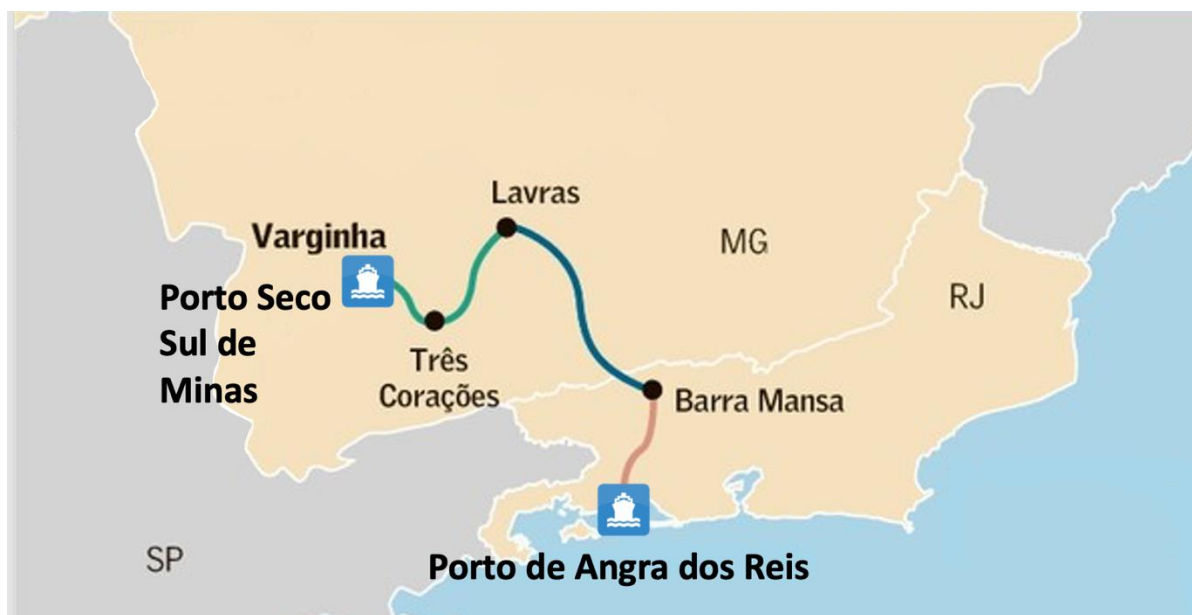 Lavras
Varginha
MG
Porto Seco
Sul de
Minas
RJ
Três
Corações
Barra Mansa
SP
Porto de Angra dos Reis